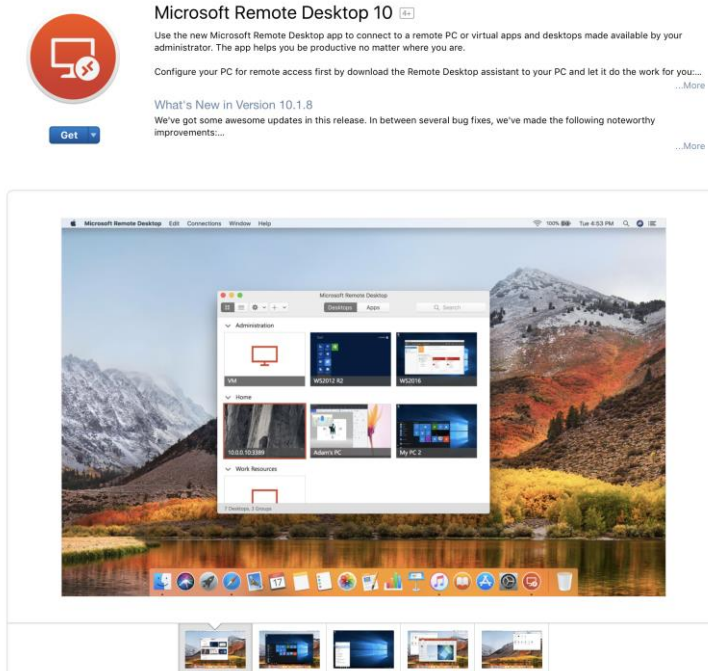 Microsoft Remote Desktop 10 4+
Use the new Microsoft Remote Desktop app to connect to a remote PC or virtual apps and desktops made available by your
administrator. The app helps you be productive no matter where you are.
Configure your PC for remote access first by download the Remote Desktop assistant to your PC and let it do the work for you:...
...More
What's New in Version 10.1.8
We've got some awesome updates in this release. In between several bug fixes, we've made the following noteworthy
improvements:...
Get
...More
Microsoft Remote Desktop Edit Connections Window Help 100% Tue 4:53 PM
Microsoft Remote Desktop
Desktops Apps Search
Administration
VM WS2012 R2 WS2016
Home
10.0.0.10:3389 Adam's PC My PC 2
Work Resources
7 Desktops, 3 Groups
17